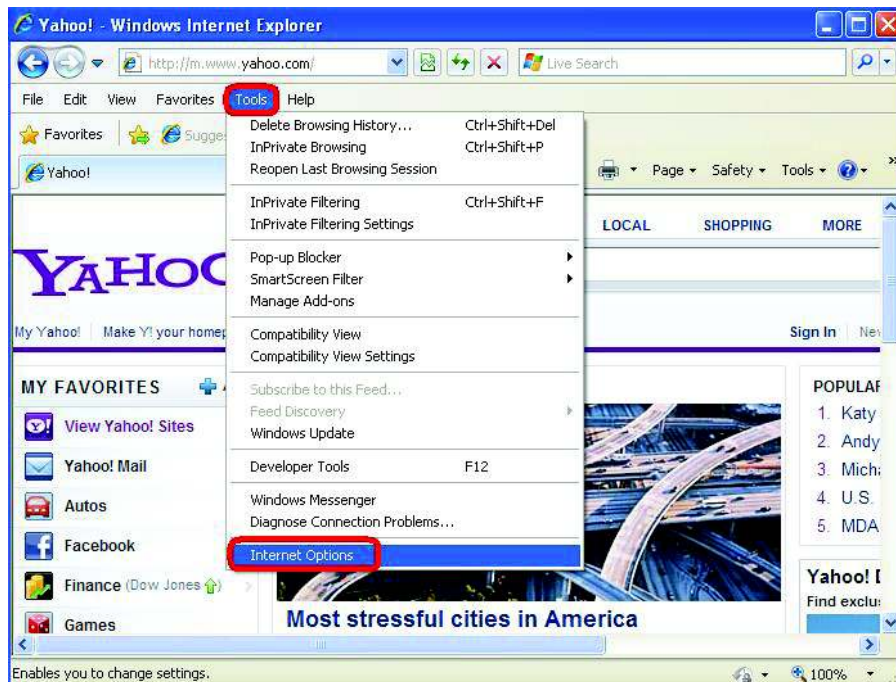 Yahoo! - Windows Internet Explorer
http://m.www.yahoo.com/
Live Search
File Edit View Favorites Tools Help
Favorites
Yahoo!
Page Safety Tools
Delete Browsing History... Ctrl+Shift+Del
InPrivate Browsing Ctrl+Shift+P
Reopen Last Browsing Session
InPrivate Filtering Ctrl+Shift+F
InPrivate Filtering Settings
Pop-up Blocker
SmartScreen Filter
Manage Add-ons
Compatibility View
Compatibility View Settings
Subscribe to this Feed...
Feed Discovery
Windows Update
Developer Tools F12
Windows Messenger
Diagnose Connection Problems...
Internet Options
LOCAL SHOPPING MORE
YAHOO
My Yahoo! Make Y! your
Sign In
MY FAVORITES
View Yahoo! Sites
Yahoo! Mail
Autos
Facebook
Finance (Dow Jones )
Games
Most stressful cities in America
1. Katy
2. Andy
3.
4. U.S.
5. MDA
Yahoo!
Find
Enables you to change settings.
100%